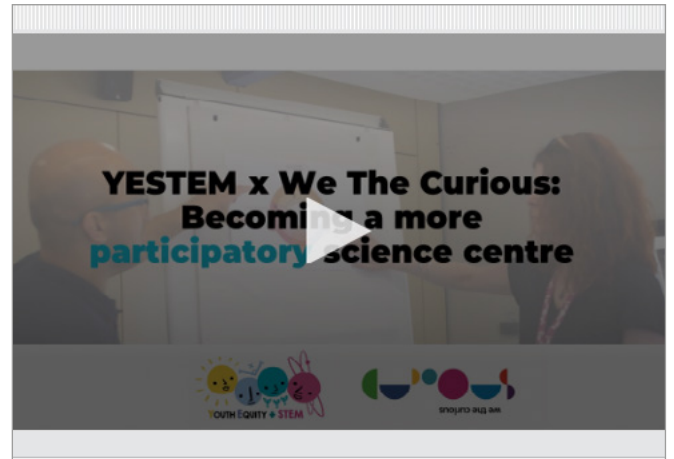 YESTEM x We The Curious:
Becoming a more
participatory science centre
YOUTH EQUITY + STEM
we the curious